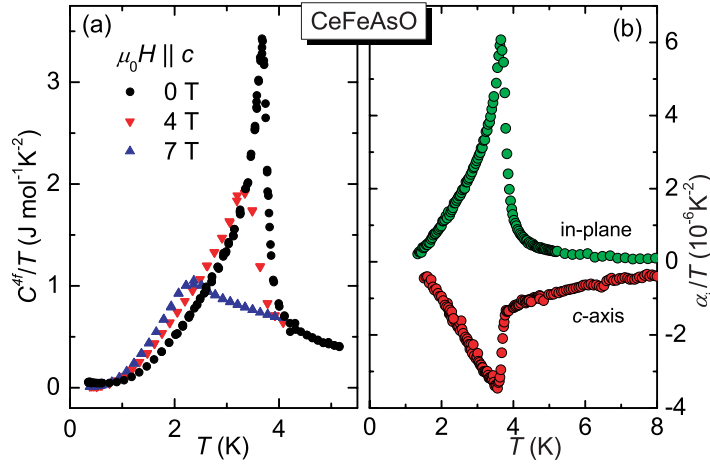 CeFeAsO
(a)
μ₀H || c
0 T
4 T
7 T
C⁴ᶠ/T (J mol⁻¹K⁻²)
3
2
1
0
0
2
4
T (K)
(b)
in-plane
c-axis
6
4
2
0
-2
-4
αᵢ/T (10⁻⁶K⁻²)
0
2
4
6
8
T (K)